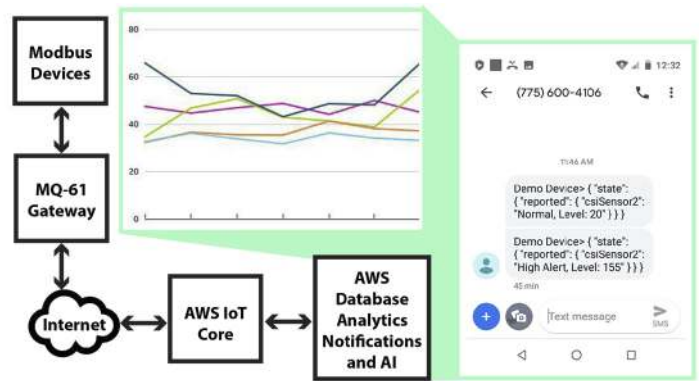 Modbus
Devices
MQ-61
Gateway
Internet
AWS IoT
Core
AWS
Database
Analytics
Notifications
and AI
80
60
40
20
0
12:32
(775) 600-4106
11:46 AM
Demo Device> { "state":
{ "reported": { "csiSensor2":
"Normal, Level: 20" } } }
Demo Device> { "state":
{ "reported": { "csiSensor2":
"High Alert, Level: 155" } } }
45 min
Text message
SMS